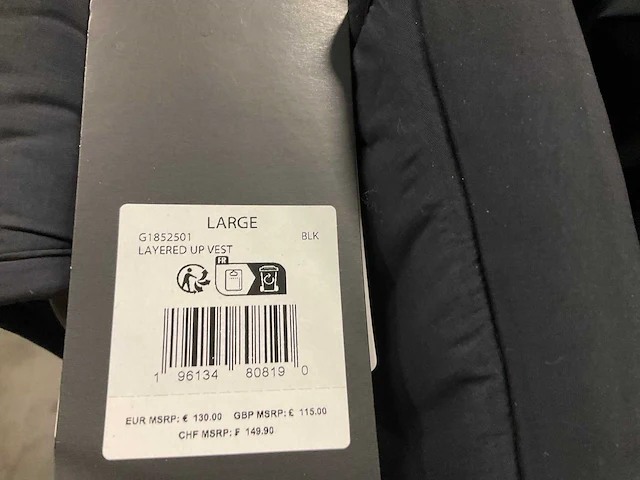 LARGE
G1852501 BLK
LAYERED UP VEST
FR
1 96134 80819 0
EUR MSRP: € 130.00 GBP MSRP: £ 115.00
CHF MSRP: ₣ 149.90